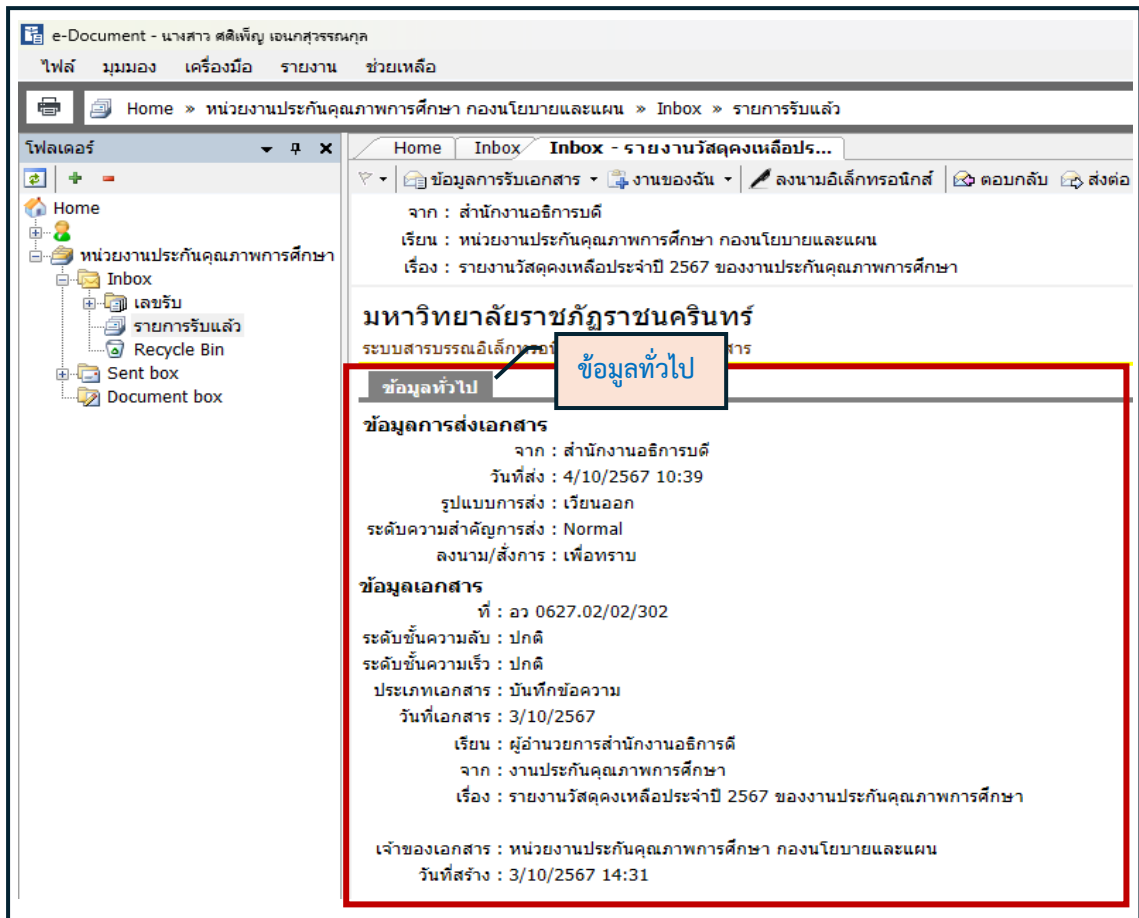 e-Document - นางสาว ศศิเพ็ญ เอนกสุวรรณกุล
ไฟล์ มุมมอง เครื่องมือ รายงาน ช่วยเหลือ
Home » หน่วยงานประกันคุณภาพการศึกษา กองนโยบายและแผน » Inbox » รายการรับแล้ว
โฟลเดอร์
Home
หน่วยงานประกันคุณภาพการศึกษา
Inbox
เลขรับ
รายการรับแล้ว
Recycle Bin
Sent box
Document box
Home Inbox Inbox - รายงานวัสดุคงเหลือปร...
ข้อมูลการรับเอกสาร งานของฉัน ลงนามอิเล็กทรอนิกส์ ตอบกลับ ส่งต่อ
จาก : สำนักงานอธิการบดี
เรียน : หน่วยงานประกันคุณภาพการศึกษา กองนโยบายและแผน
เรื่อง : รายงานวัสดุคงเหลือประจำปี 2567 ของงานประกันคุณภาพการศึกษา
มหาวิทยาลัยราชภัฏราชนครินทร์
ระบบสารบรรณอิเล็กทรอนิ สาร
ข้อมูลทั่วไป
ข้อมูลทั่วไป
ข้อมูลการส่งเอกสาร
จาก : สำนักงานอธิการบดี
วันที่ส่ง : 4/10/2567 10:39
รูปแบบการส่ง : เวียนออก
ระดับความสำคัญการส่ง : Normal
ลงนาม/สั่งการ : เพื่อทราบ
ข้อมูลเอกสาร
ที่ : อว 0627.02/02/302
ระดับชั้นความลับ : ปกติ
ระดับชั้นความเร็ว : ปกติ
ประเภทเอกสาร : บันทึกข้อความ
วันที่เอกสาร : 3/10/2567
เรียน : ผู้อำนวยการสำนักงานอธิการดี
จาก : งานประกันคุณภาพการศึกษา
เรื่อง : รายงานวัสดุคงเหลือประจำปี 2567 ของงานประกันคุณภาพการศึกษา
เจ้าของเอกสาร : หน่วยงานประกันคุณภาพการศึกษา กองนโยบายและแผน
วันที่สร้าง : 3/10/2567 14:31